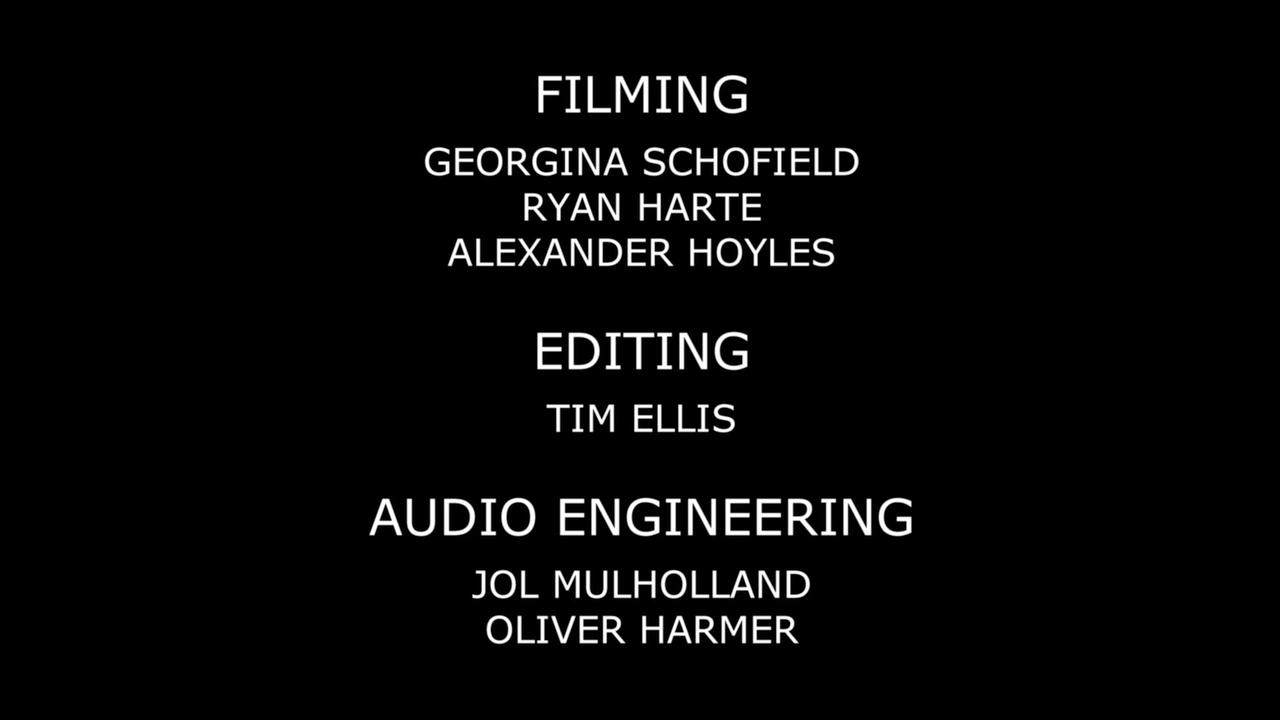 FILMING
GEORGINA SCHOFIELD
RYAN HARTE
ALEXANDER HOYLES
EDITING
TIM ELLIS
AUDIO ENGINEERING
JOL MULHOLLAND
OLIVER HARMER